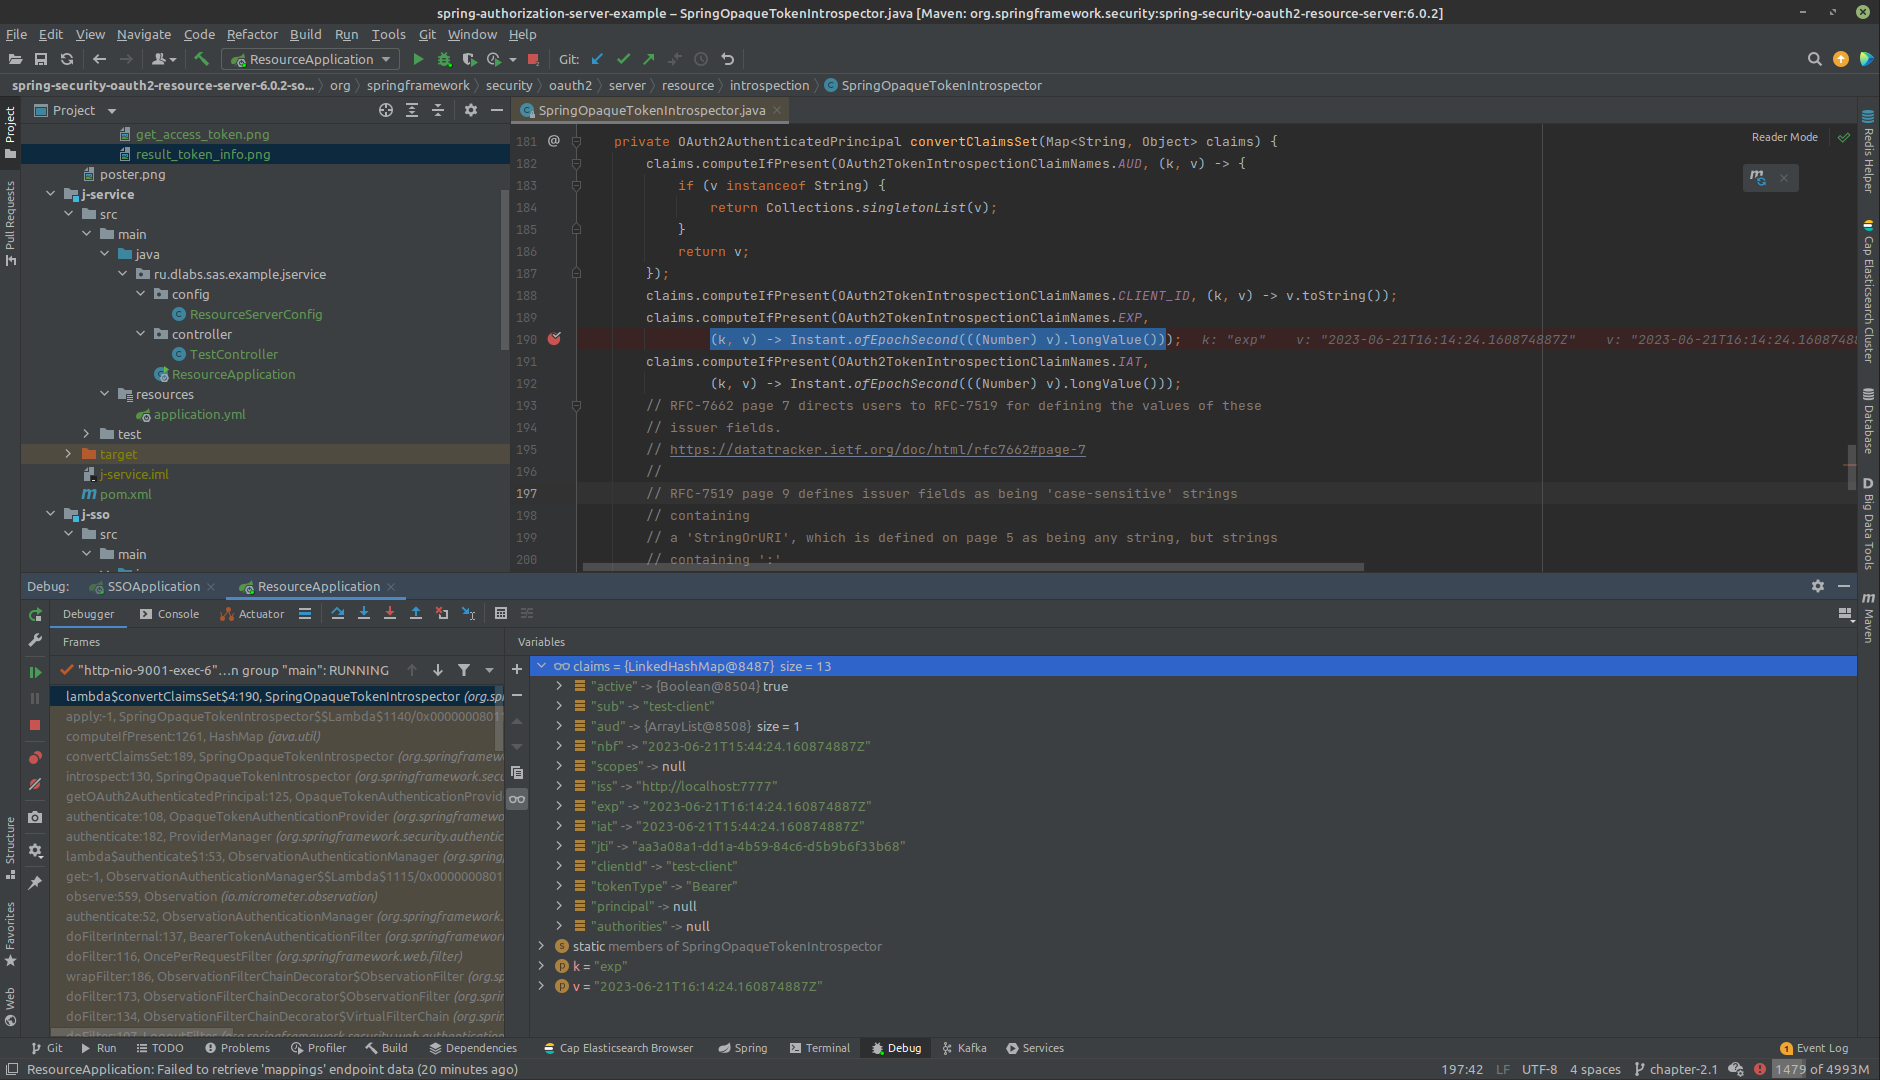 spring-authorization-server-example – SpringOpaqueTokenIntrospector.java [Maven: org.springframework.security:spring-security-oauth2-resource-server:6.0.2]
File Edit View Navigate Code Refactor Build Run Tools Git Window Help
ResourceApplication Git:
spring-security-oauth2-resource-server-6.0.2-so... org springframework security oauth2 server resource introspection SpringOpaqueTokenIntrospector
Project
SpringOpaqueTokenIntrospector.java
Reader Mode
get_access_token.png
result_token_info.png
poster.png
j-service
src
main
java
ru.dlabs.sas.example.jservice
config
ResourceServerConfig
controller
TestController
ResourceApplication
resources
application.yml
test
target
j-service.iml
pom.xml
j-sso
src
main
181 @ private OAuth2AuthenticatedPrincipal convertClaimsSet(Map<String, Object> claims) {
182 claims.computeIfPresent(OAuth2TokenIntrospectionClaimNames.AUD, (k, v) -> {
183 if (v instanceof String) {
184 return Collections.singletonList(v);
185 }
186 return v;
187 });
188 claims.computeIfPresent(OAuth2TokenIntrospectionClaimNames.CLIENT_ID, (k, v) -> v.toString());
189 claims.computeIfPresent(OAuth2TokenIntrospectionClaimNames.EXP,
190 (k, v) -> Instant.ofEpochSecond(((Number) v).longValue())); k: "exp" v: "2023-06-21T16:14:24.160874887Z" v: "2023-06-21T16:14:24.1608748
191 claims.computeIfPresent(OAuth2TokenIntrospectionClaimNames.IAT,
192 (k, v) -> Instant.ofEpochSecond(((Number) v).longValue()));
193 // RFC-7662 page 7 directs users to RFC-7519 for defining the values of these
194 // issuer fields.
195 // https://datatracker.ietf.org/doc/html/rfc7662#page-7
196 //
197 // RFC-7519 page 9 defines issuer fields as being 'case-sensitive' strings
198 // containing
199 // a 'StringOrURI', which is defined on page 5 as being any string, but strings
200 // containing ':'
Project
Pull Requests
Structure
Favorites
Web
Redis Helper
Cap Elasticsearch Cluster
Database
Big Data Tools
Maven
Debug: SSOApplication ResourceApplication
Debugger Console Actuator
Frames
Variables
"http-nio-9001-exec-6"...n group "main": RUNNING
lambda$convertClaimsSet$4:190, SpringOpaqueTokenIntrospector (org.spr
apply:-1, SpringOpaqueTokenIntrospector$$Lambda$1140/0x000000080
computeIfPresent:1261, HashMap (java.util)
convertClaimsSet:189, SpringOpaqueTokenIntrospector (org.springframew
introspect:130, SpringOpaqueTokenIntrospector (org.springframework.secu
getOAuth2AuthenticatedPrincipal:125, OpaqueTokenAuthenticationProvid
authenticate:108, OpaqueTokenAuthenticationProvider (org.springframew
authenticate:182, ProviderManager (org.springframework.security.authentic
lambda$authenticate$1:53, ObservationAuthenticationManager (org.spring
get:-1, ObservationAuthenticationManager$$Lambda$1115/0x0000000801
observe:559, Observation (io.micrometer.observation)
authenticate:52, ObservationAuthenticationManager (org.springframework.
doFilterInternal:137, BearerTokenAuthenticationFilter (org.springframewor
doFilter:116, OncePerRequestFilter (org.springframework.web.filter)
wrapFilter:186, ObservationFilterChainDecorator$ObservationFilter (org.sp
doFilter:173, ObservationFilterChainDecorator$ObservationFilter (org.sprin
doFilter:134, ObservationFilterChainDecorator$VirtualFilterChain (org.sprin
doFilter:107, LogoutFilter (org.springframework.security.web.authentication
claims = {LinkedHashMap@8487} size = 13
"active" -> {Boolean@8504} true
"sub" -> "test-client"
"aud" -> {ArrayList@8508} size = 1
"nbf" -> "2023-06-21T15:44:24.160874887Z"
"scopes" -> null
"iss" -> "http://localhost:7777"
"exp" -> "2023-06-21T16:14:24.160874887Z"
"iat" -> "2023-06-21T15:44:24.160874887Z"
"jti" -> "aa3a08a1-dd1a-4b59-84c6-d5b9b6f33b68"
"clientId" -> "test-client"
"tokenType" -> "Bearer"
"principal" -> null
"authorities" -> null
static members of SpringOpaqueTokenIntrospector
k = "exp"
v = "2023-06-21T16:14:24.160874887Z"
Git Run TODO Problems Profiler Build Dependencies Cap Elasticsearch Browser Spring Terminal Debug Kafka Services 1 Event Log
ResourceApplication: Failed to retrieve 'mappings' endpoint data (20 minutes ago) 197:42 LF UTF-8 4 spaces chapter-2.1 1479 of 4993M